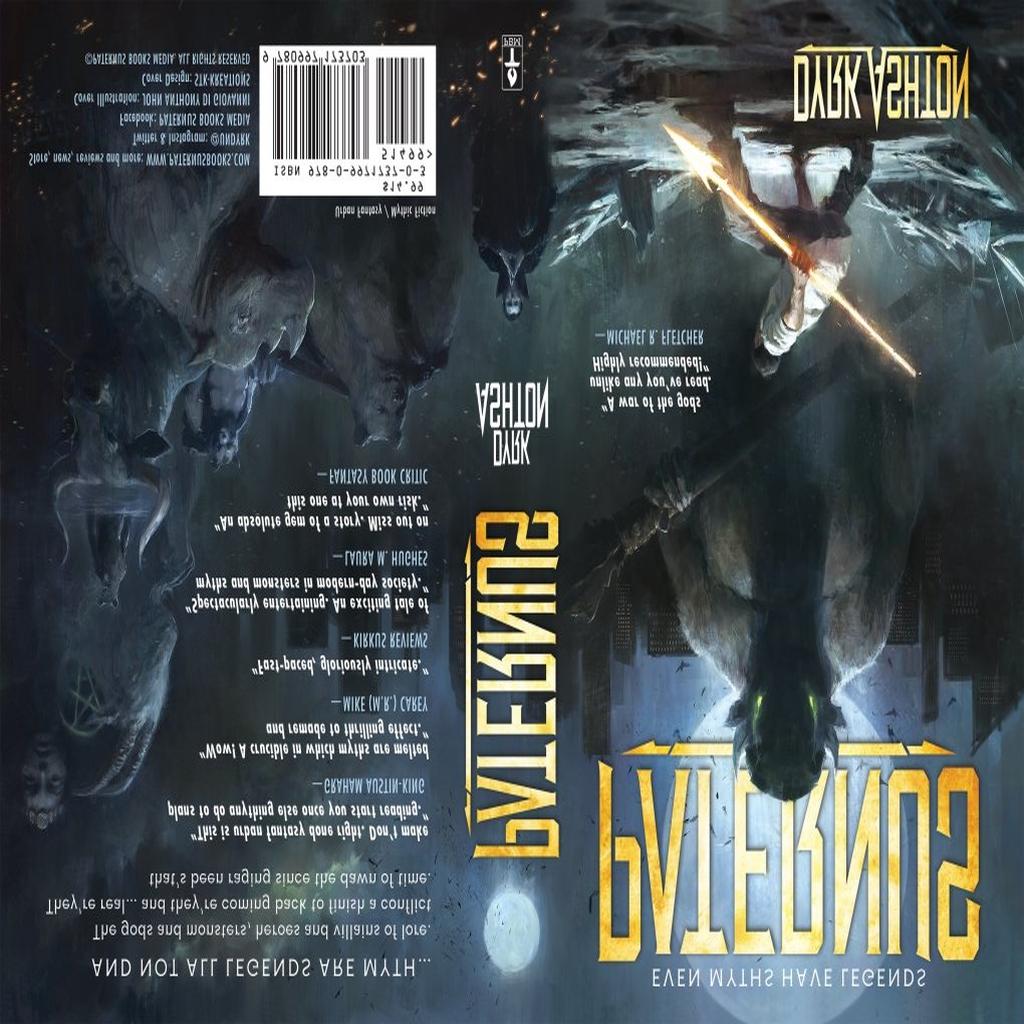 AND NOT ALL LEGENDS ARE MYTH...
The gods and monsters, heroes and villains of lore.
They're real... and they're coming back to finish a conflict
that's been raging since the dawn of time.
"This is urban fantasy done right. Don't make
plans to do anything else once you start reading."
—GRAHAM AUSTIN-KING
"Wow! A crucible in which myths are melted
and remade to thrilling effect."
—MIKE (M.R.) CAREY
"Fast-paced, gloriously intricate."
—KIRKUS REVIEWS
"Spectacularly entertaining. An exciting tale of
myths and monsters in modern-day society."
—LAURA M. HUGHES
"An absolute gem of a story. Miss out on
this one at your own risk."
—FANTASY BOOK CRITIC
Urban Fantasy / Mythic Fiction
$14.99
ISBN 978-0-9971737-0-3
51499>
9 780997 173703
Store, news, reviews and more: WWW.PATERNUSBOOKS.COM
Twitter & Instagram: @UNDYRK
Facebook: PATERNUS BOOKS MEDIA
Cover Illustration: JOHN ANTHONY DI GIOVANNI
Cover Design: STK-KREATIONS
©PATERNUS BOOKS MEDIA. ALL RIGHTS RESERVED
PATERNUS
DYRK
ASHTON
PBM
EVEN MYTHS HAVE LEGENDS
PATERNUS
"A war of the gods
unlike any you've read.
Highly recommended!"
—MICHAEL R. FLETCHER
DYRK ASHTON